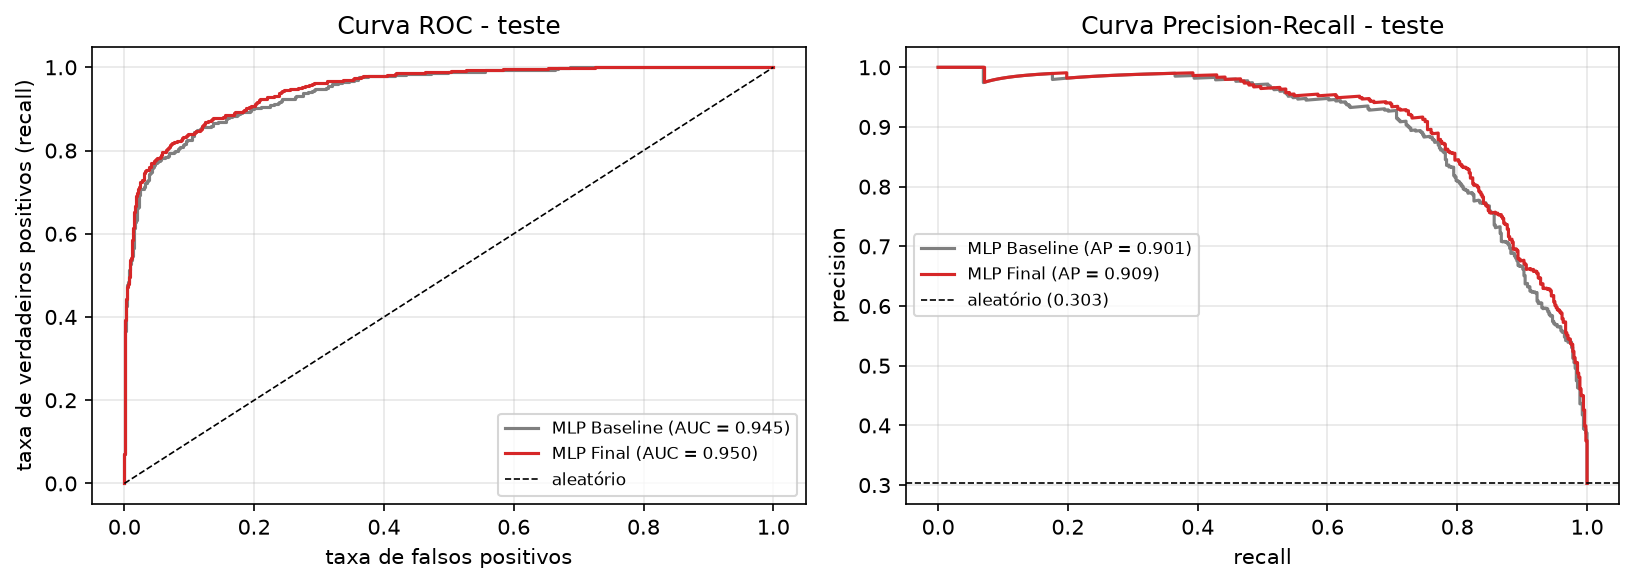 Curva ROC - teste
taxa de verdadeiros positivos (recall)
1.0
0.8
0.6
0.4
0.2
0.0
MLP Baseline (AUC = 0.945)
MLP Final (AUC = 0.950)
aleatório
0.0 0.2 0.4 0.6 0.8 1.0
taxa de falsos positivos
Curva Precision-Recall - teste
precision
1.0
0.9
0.8
0.7
0.6
0.5
0.4
0.3
MLP Baseline (AP = 0.901)
MLP Final (AP = 0.909)
aleatório (0.303)
0.0 0.2 0.4 0.6 0.8 1.0
recall